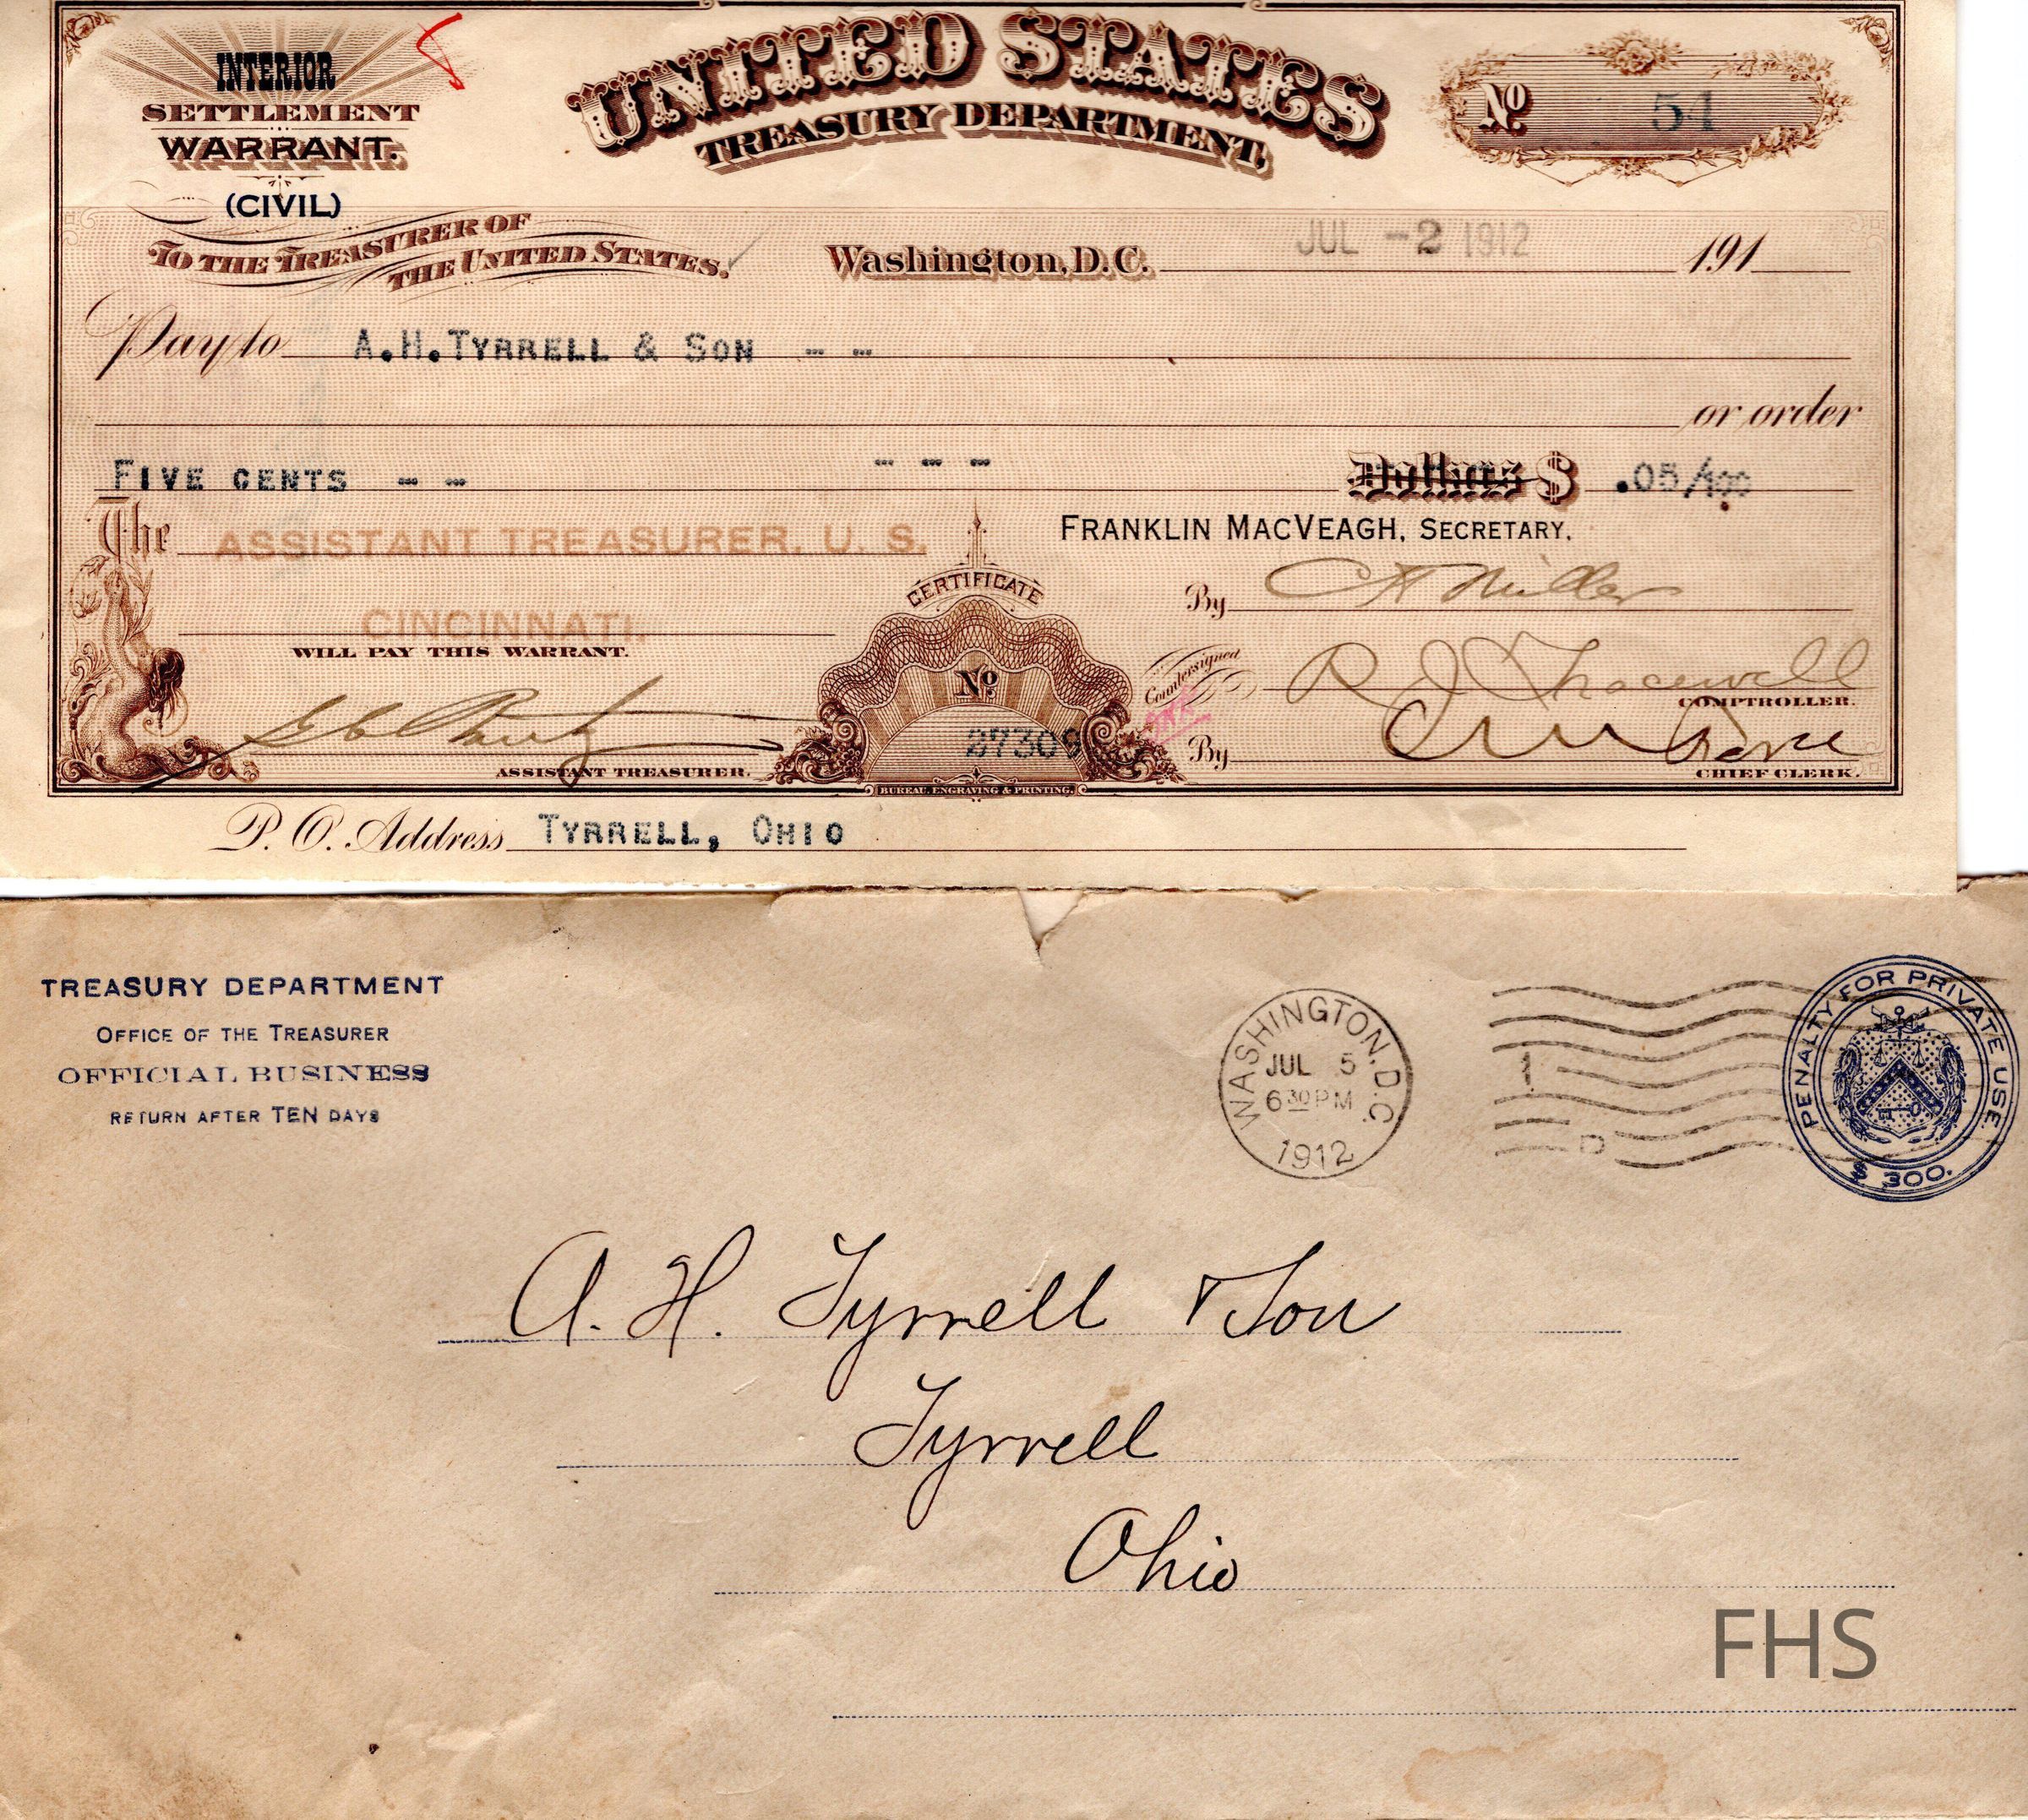 INTERIOR
SETTLEMENT
WARRANT.
(CIVIL)
UNITED STATES
TREASURY DEPARTMENT,
No 51
TO THE TREASURER OF
THE UNITED STATES.
Washington, D.C. JUL -2 1912 191
Pay to A.H.TYRRELL & SON - -
or order
FIVE CENTS - - - - - Dollars $ .05/100
The ASSISTANT TREASURER, U. S.
CINCINNATI.
WILL PAY THIS WARRANT.
ASSISTANT TREASURER.
CERTIFICATE
No
27309
BUREAU, ENGRAVING & PRINTING.
FRANKLIN MACVEAGH, SECRETARY.
By Miller
Countersigned R J Tracewell
COMPTROLLER.
By
CHIEF CLERK.
P. O. Address TYRRELL, OHIO
TREASURY DEPARTMENT
OFFICE OF THE TREASURER
OFFICIAL BUSINESS
RETURN AFTER TEN DAYS
WASHINGTON, D.C.
JUL 5
6 30 PM
1912
1
D
PENALTY FOR PRIVATE USE.
$ 300.
A. H. Tyrrell & Son
Tyrrell
Ohio
FHS